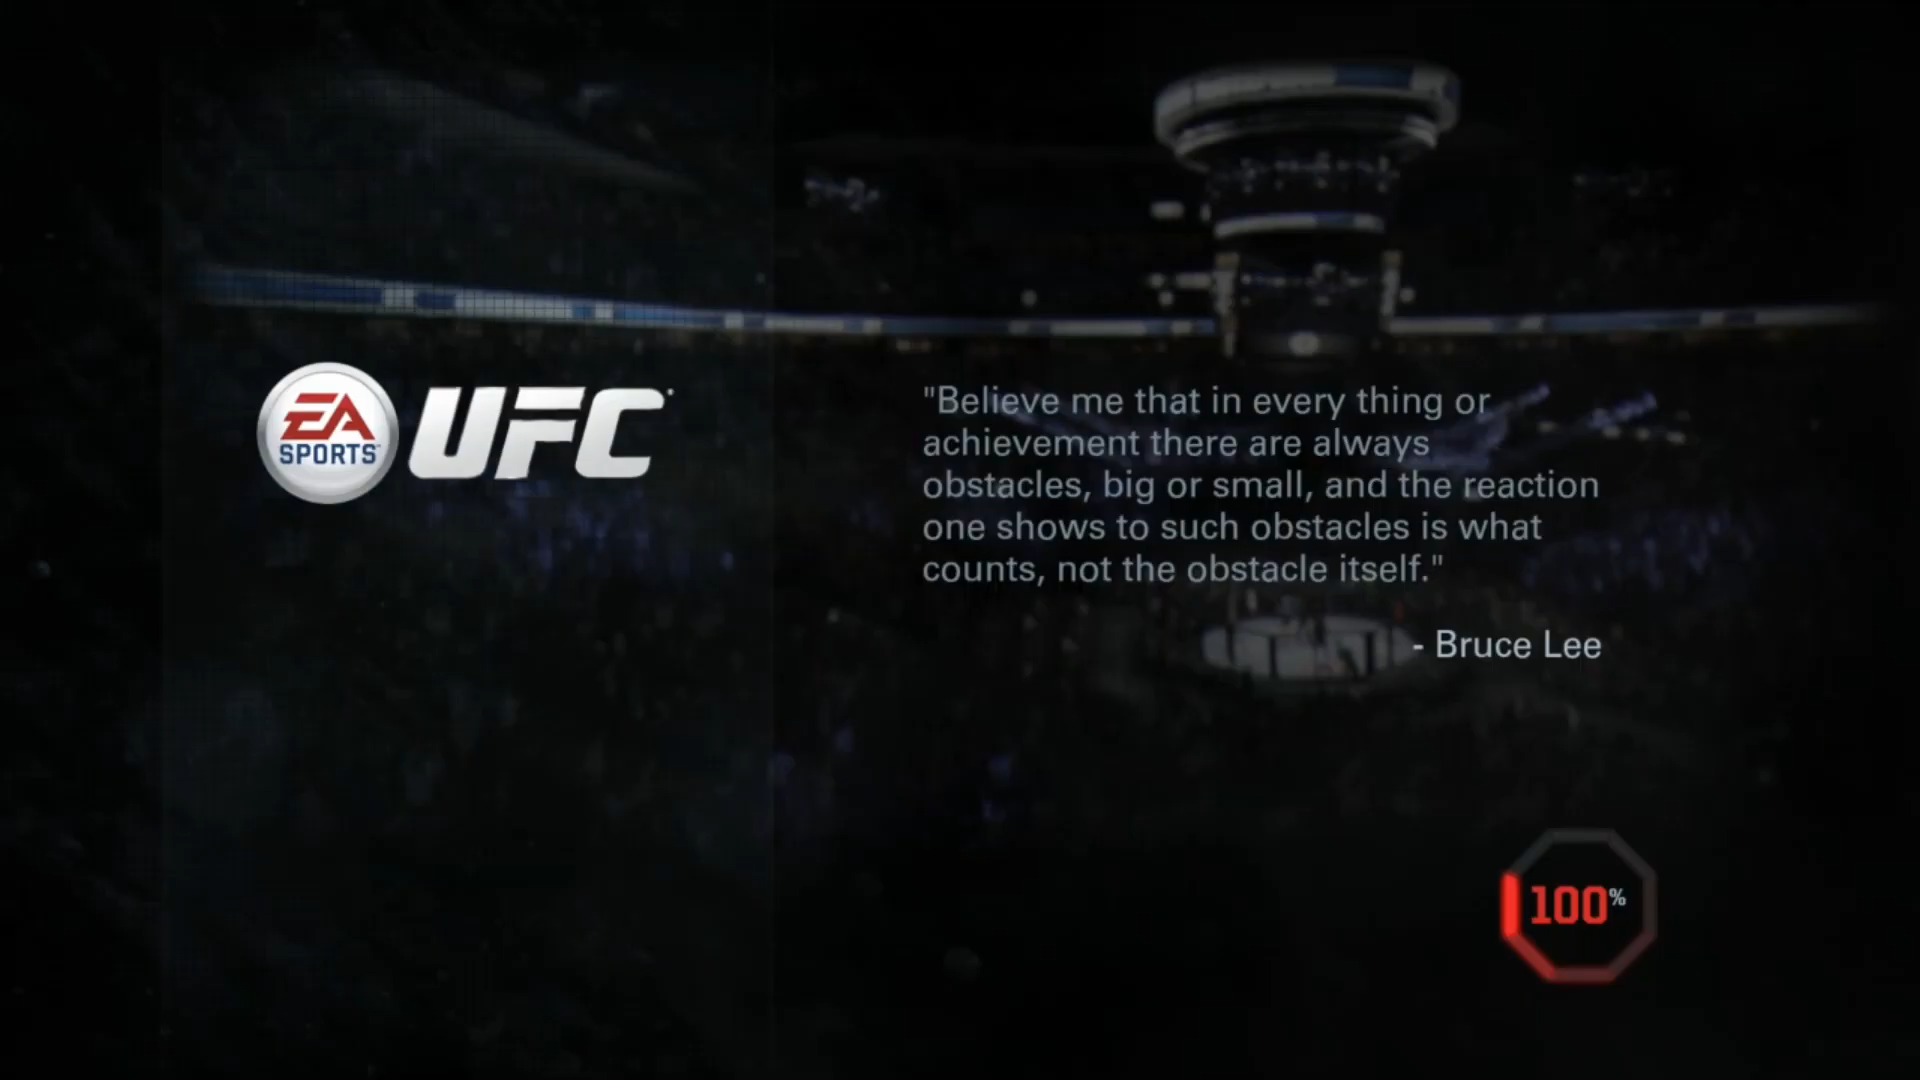 EA
SPORTS™
UFC
"Believe me that in every thing or
achievement there are always
obstacles, big or small, and the reaction
one shows to such obstacles is what
counts, not the obstacle itself."
- Bruce Lee
100%